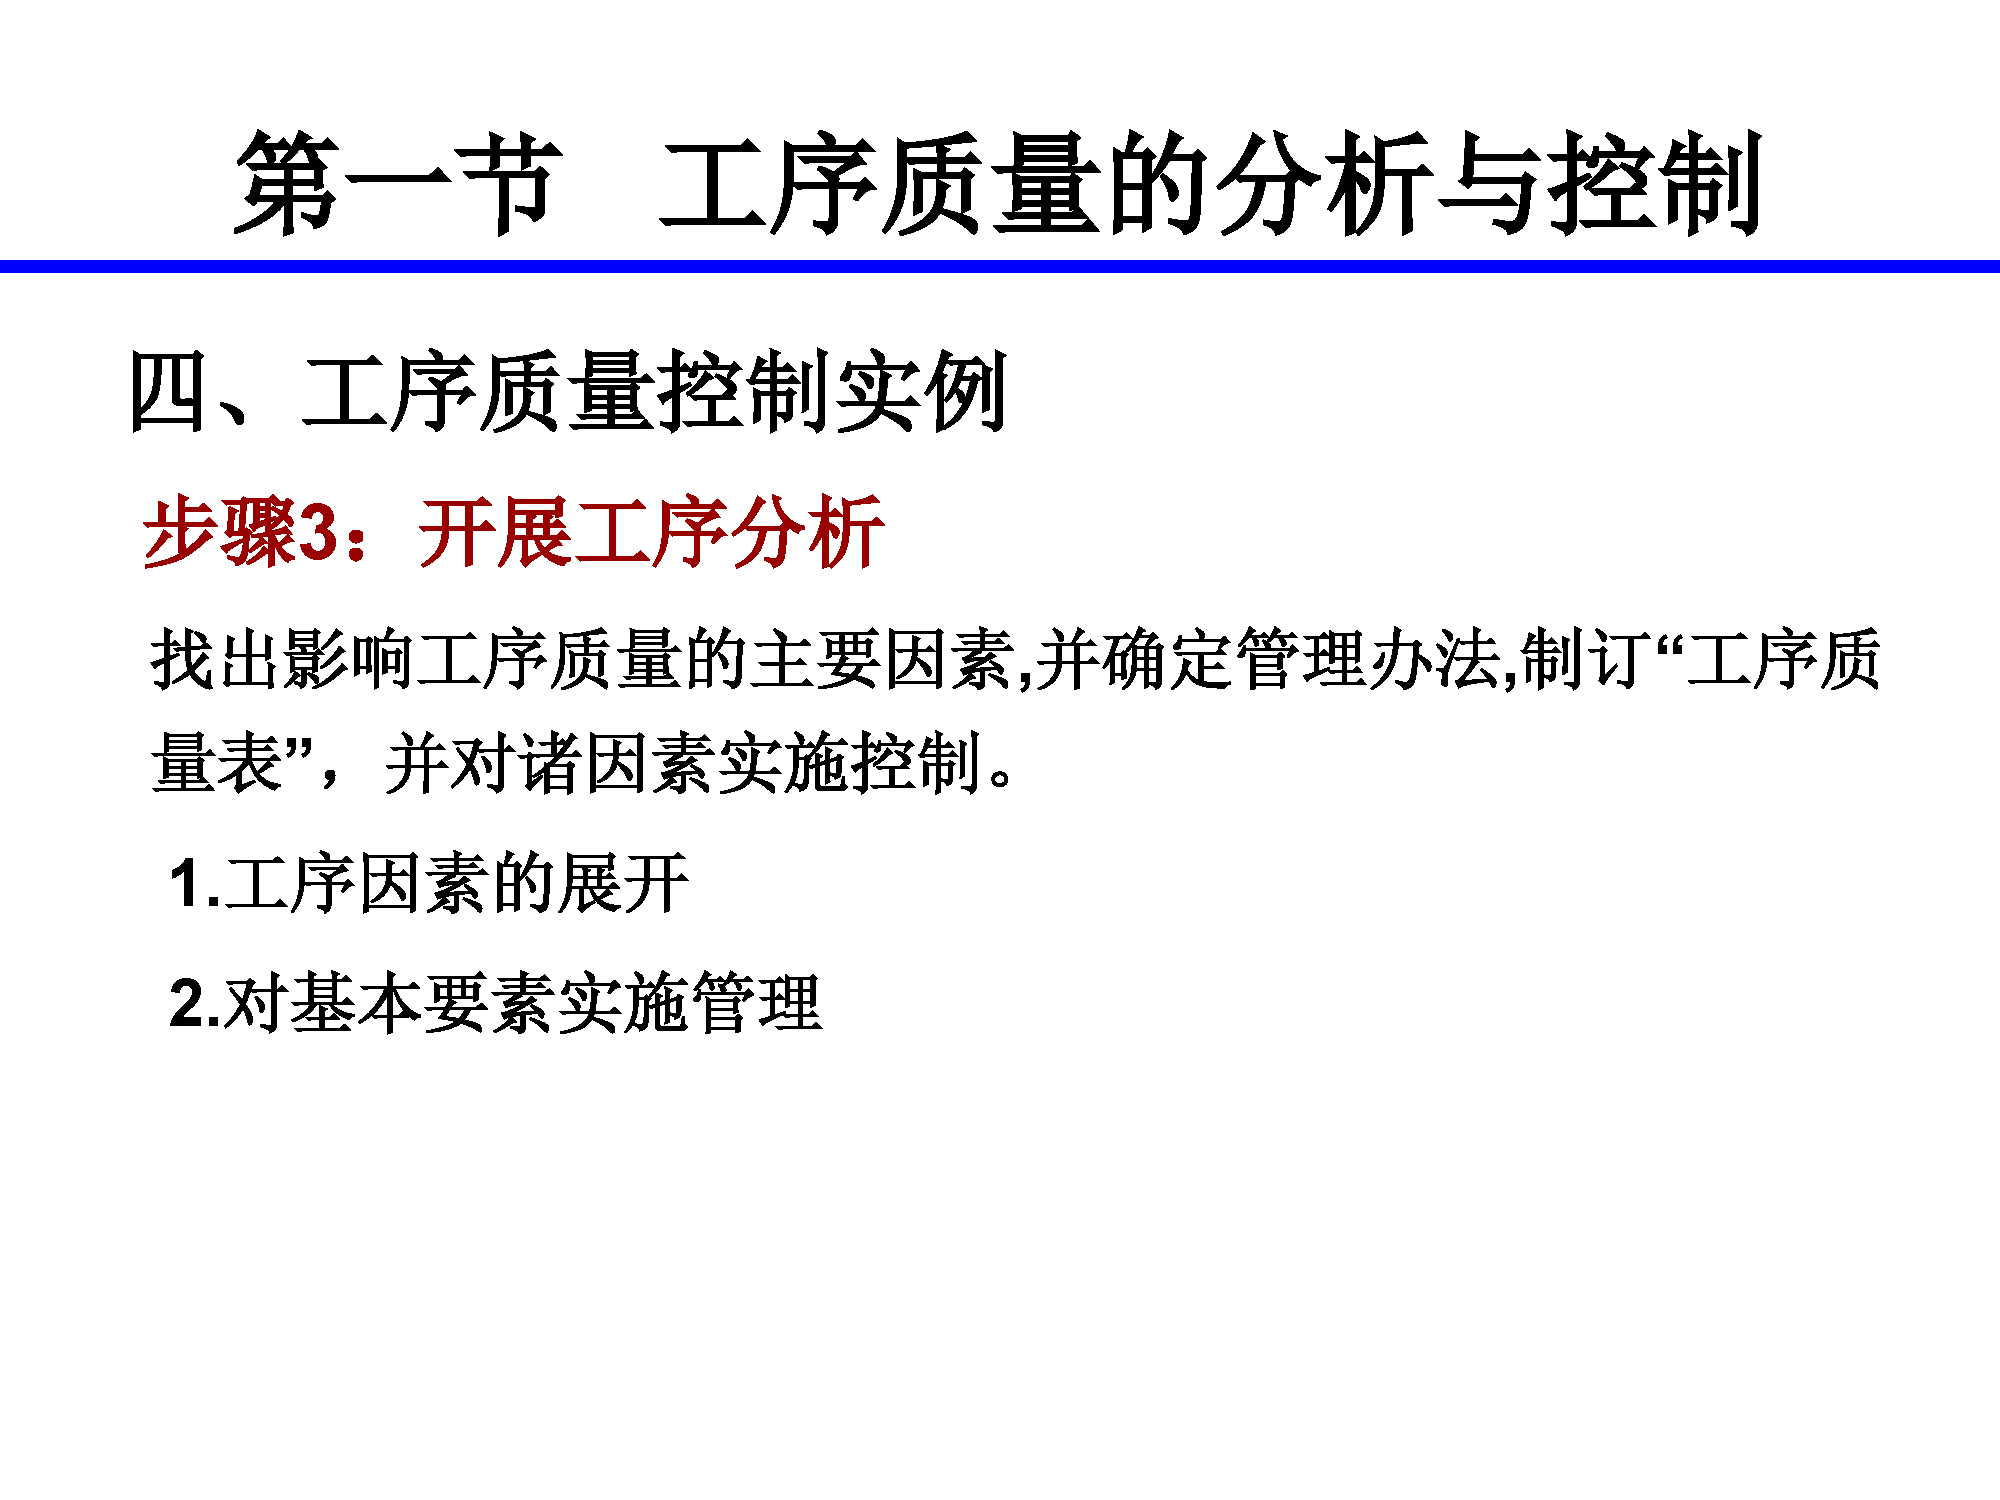 第一节 工序质量的分析与控制
四、工序质量控制实例
步骤3：开展工序分析
找出影响工序质量的主要因素,并确定管理办法,制订“工序质
量表”，并对诸因素实施控制。
1.工序因素的展开
2.对基本要素实施管理